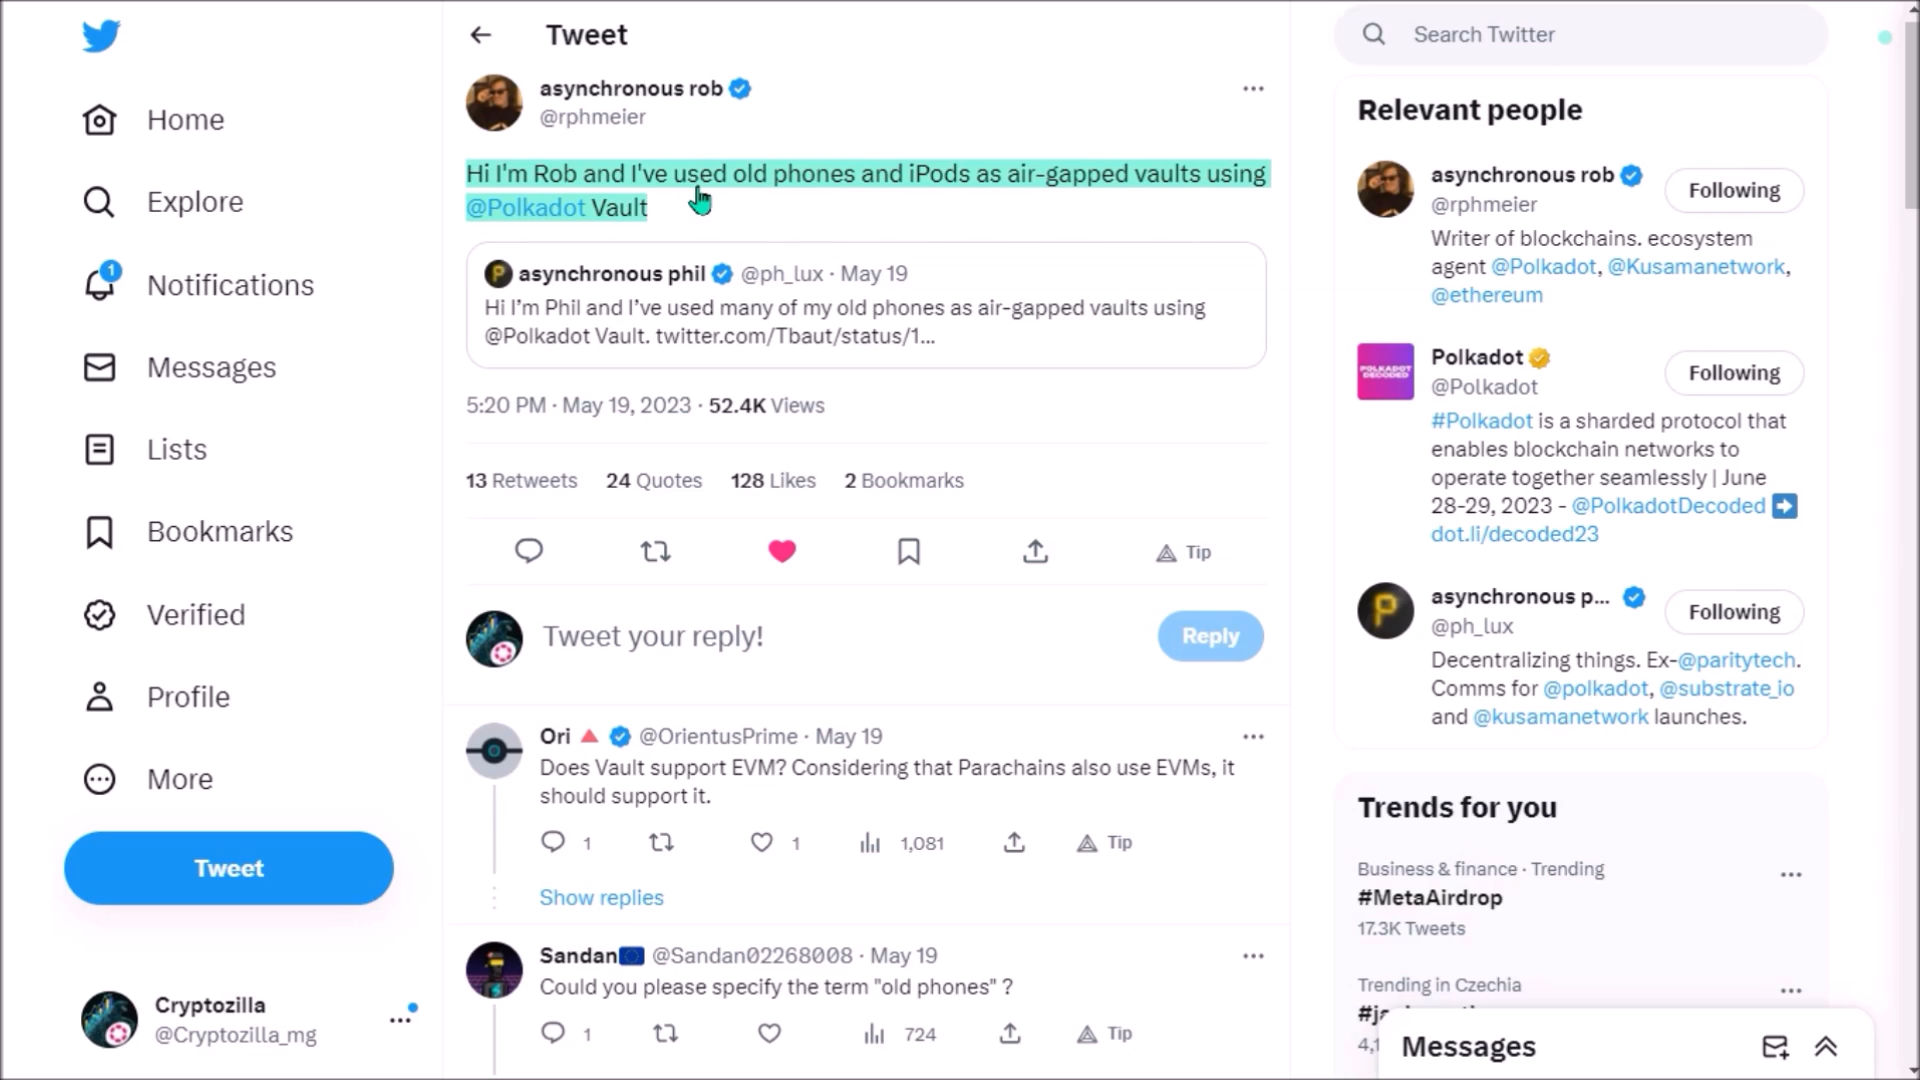 Home
Explore
1
Notifications
Messages
Lists
Bookmarks
Verified
Profile
More
Tweet
Cryptozilla
@Cryptozilla_mg
Tweet
asynchronous rob
@rphmeier
Hi I'm Rob and I've used old phones and iPods as air-gapped vaults using
@Polkadot Vault
P asynchronous phil @ph_lux · May 19
Hi I’m Phil and I’ve used many of my old phones as air-gapped vaults using
@Polkadot Vault. twitter.com/Tbaut/status/1…
5:20 PM · May 19, 2023 · 52.4K Views
13 Retweets 24 Quotes 128 Likes 2 Bookmarks
Tip
Tweet your reply!
Reply
Ori @OrientusPrime · May 19
Does Vault support EVM? Considering that Parachains also use EVMs, it
should support it.
1 1 1,081 Tip
Show replies
Sandan @Sandan02268008 · May 19
Could you please specify the term "old phones" ?
1 724 Tip
Search Twitter
Relevant people
asynchronous rob
@rphmeier
Following
Writer of blockchains. ecosystem
agent @Polkadot, @Kusamanetwork,
@ethereum
POLKADOT
DECODED
Polkadot
@Polkadot
Following
#Polkadot is a sharded protocol that
enables blockchain networks to
operate together seamlessly | June
28-29, 2023 - @PolkadotDecoded
dot.li/decoded23
P
asynchronous p...
@ph_lux
Following
Decentralizing things. Ex-@paritytech.
Comms for @polkadot, @substrate_io
and @kusamanetwork launches.
Trends for you
Business & finance · Trending
#MetaAirdrop
17.3K Tweets
Trending in Czechia
Messages